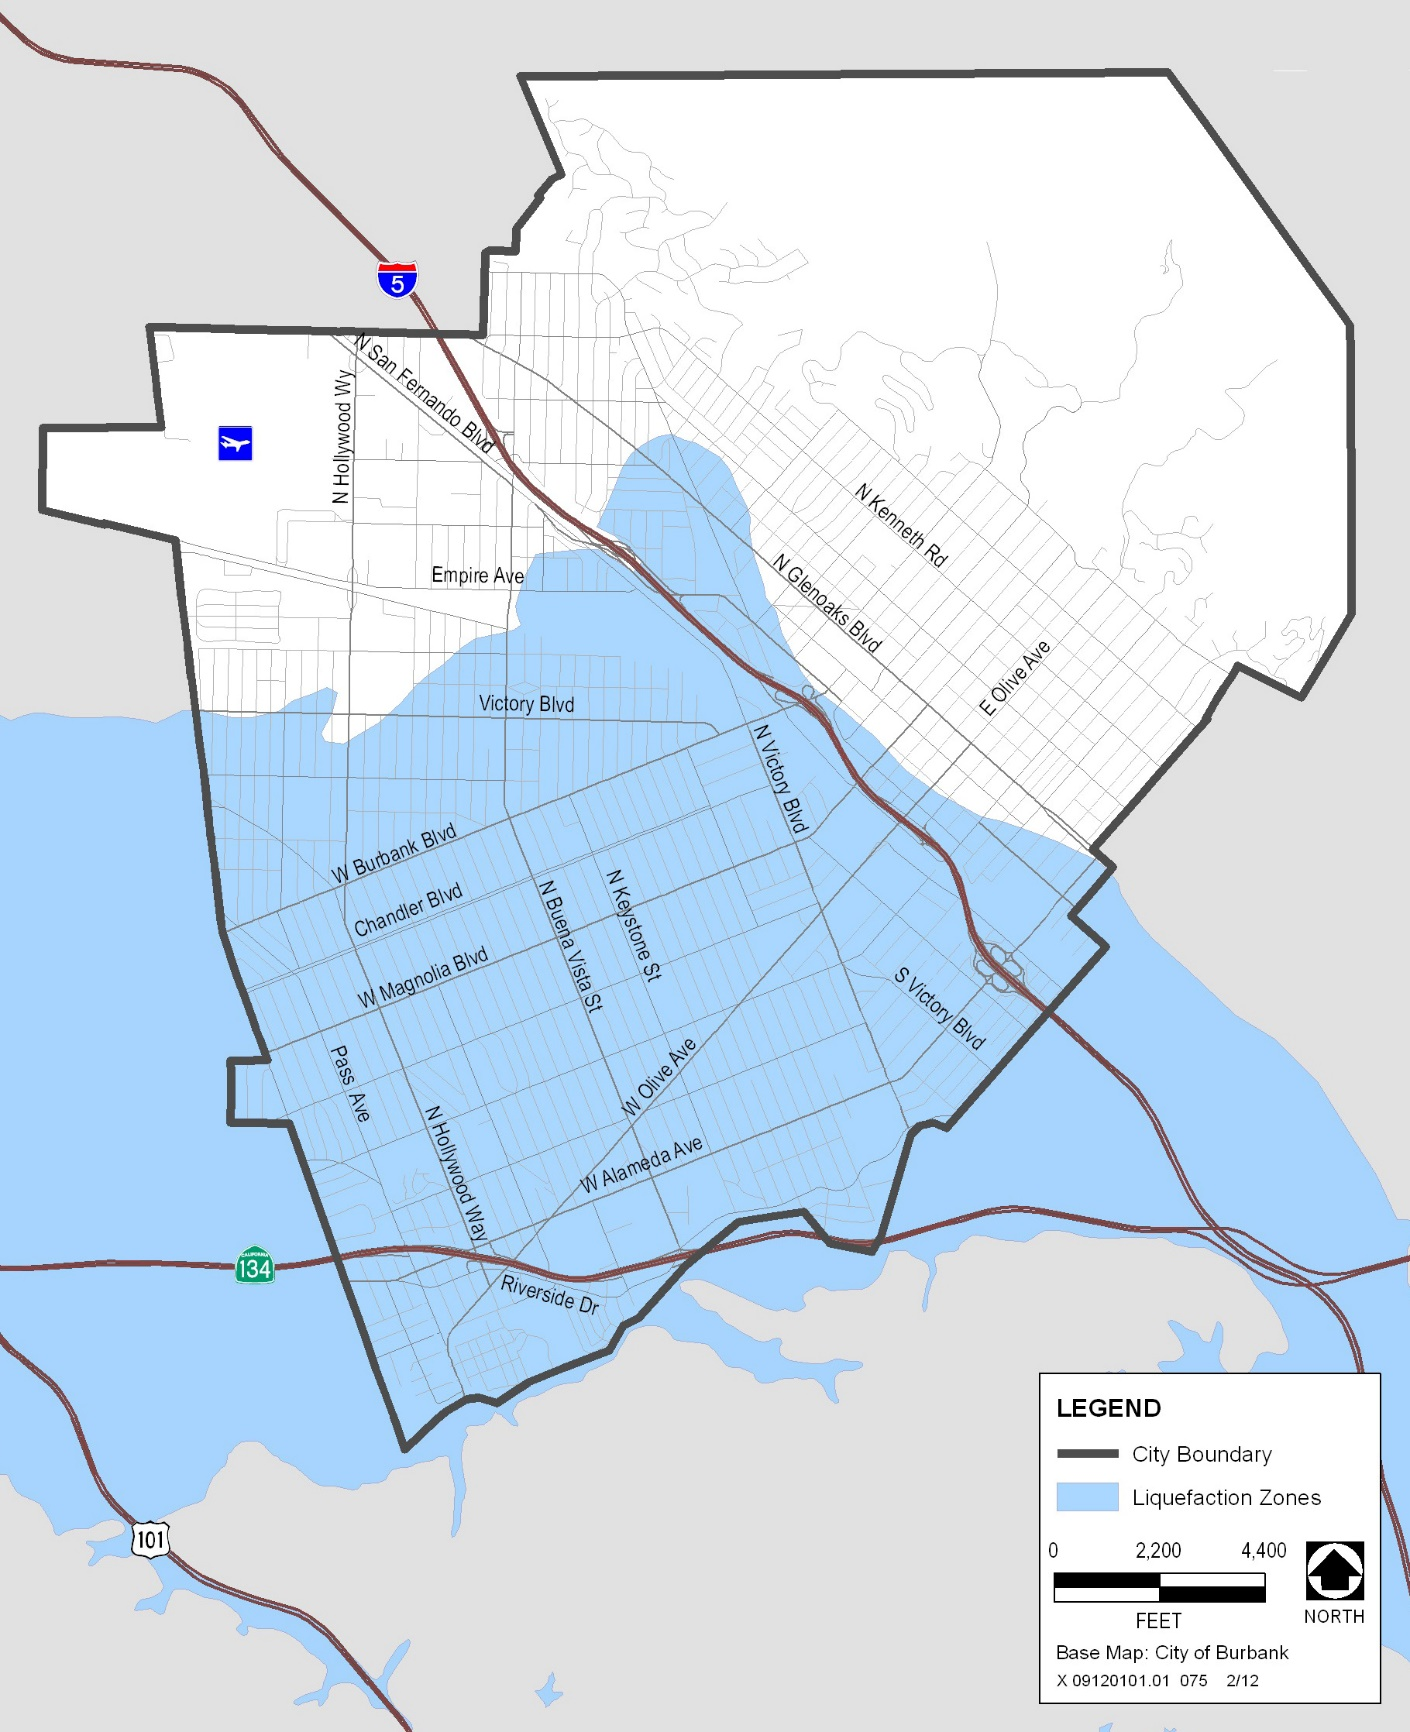 5
N San Fernando Blvd
N Hollywood Wy
N Kenneth Rd
Empire Ave
N Glenoaks Blvd
E Olive Ave
Victory Blvd
N Victory Blvd
W Burbank Blvd
Chandler Blvd
N Keystone St
N Buena Vista St
W Magnolia Blvd
S Victory Blvd
Pass Ave
W Olive Ave
N Hollywood Way
W Alameda Ave
CALIFORNIA
134
Riverside Dr
101
LEGEND
City Boundary
Liquefaction Zones
0 2,200 4,400
FEET
NORTH
Base Map: City of Burbank
X 09120101.01 075 2/12